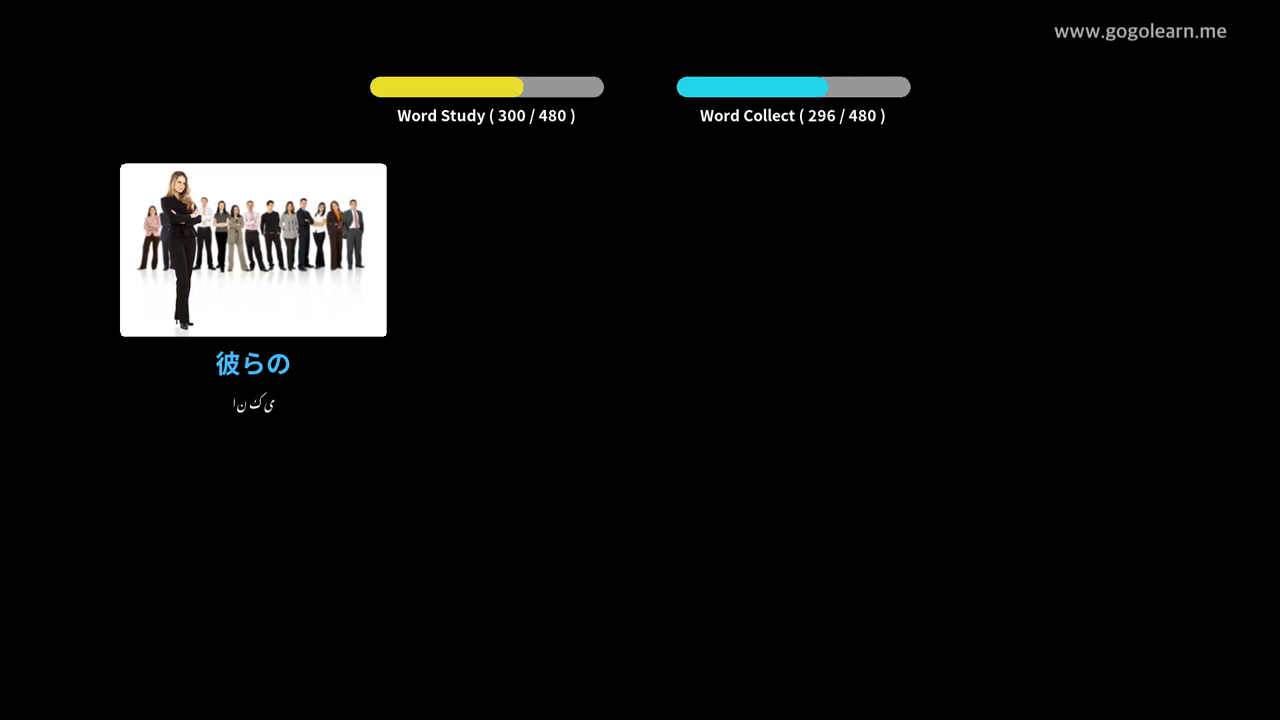 www.gogolearn.me
Word Study ( 300 / 480 )
Word Collect ( 296 / 480 )
彼らの
ان کی